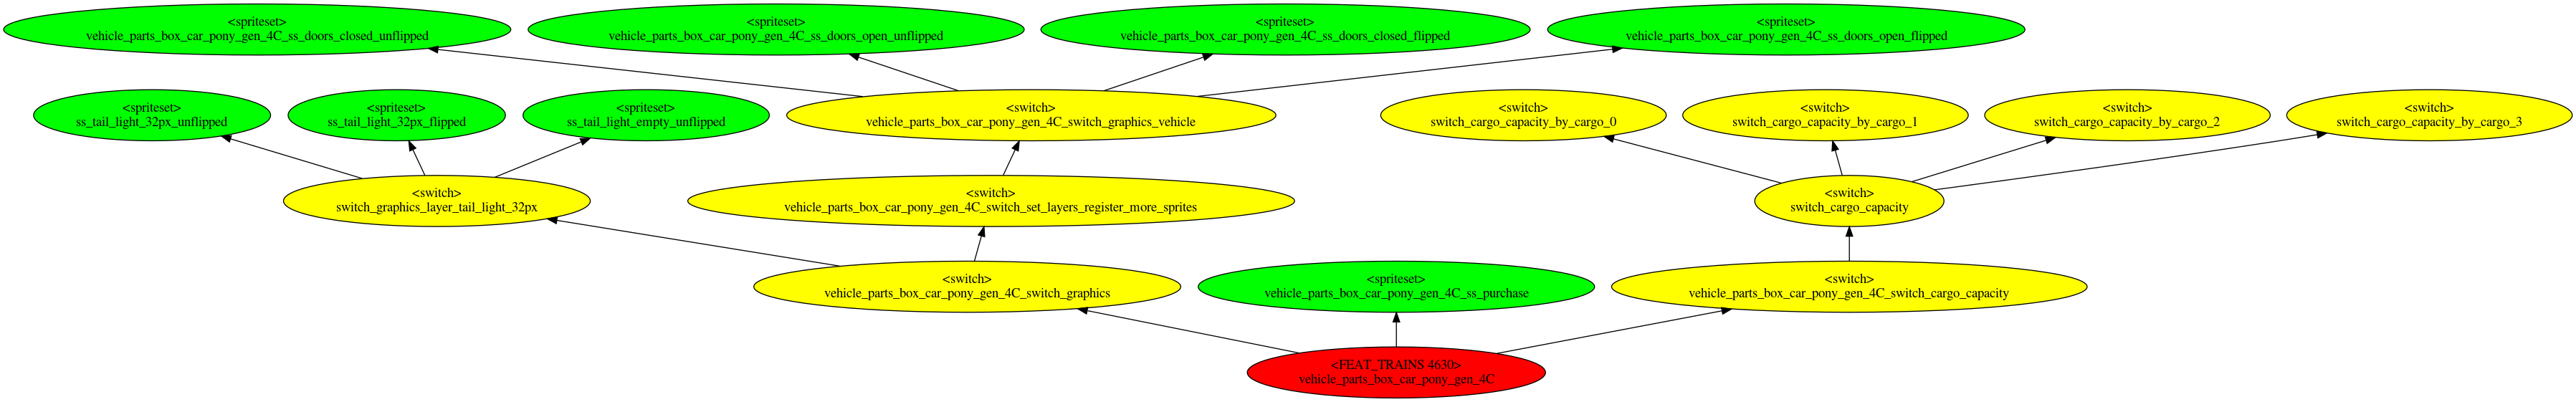 <spriteset>
vehicle_parts_box_car_pony_gen_4C_ss_doors_closed_unflipped
<spriteset>
vehicle_parts_box_car_pony_gen_4C_ss_doors_open_unflipped
<spriteset>
vehicle_parts_box_car_pony_gen_4C_ss_doors_closed_flipped
<spriteset>
vehicle_parts_box_car_pony_gen_4C_ss_doors_open_flipped
<spriteset>
ss_tail_light_32px_unflipped
<spriteset>
ss_tail_light_32px_flipped
<spriteset>
ss_tail_light_empty_unflipped
<switch>
vehicle_parts_box_car_pony_gen_4C_switch_graphics_vehicle
<switch>
switch_cargo_capacity_by_cargo_0
<switch>
switch_cargo_capacity_by_cargo_1
<switch>
switch_cargo_capacity_by_cargo_2
<switch>
switch_cargo_capacity_by_cargo_3
<switch>
switch_graphics_layer_tail_light_32px
<switch>
vehicle_parts_box_car_pony_gen_4C_switch_set_layers_register_more_sprites
<switch>
switch_cargo_capacity
<switch>
vehicle_parts_box_car_pony_gen_4C_switch_graphics
<spriteset>
vehicle_parts_box_car_pony_gen_4C_ss_purchase
<switch>
vehicle_parts_box_car_pony_gen_4C_switch_cargo_capacity
<FEAT_TRAINS 4630>
vehicle_parts_box_car_pony_gen_4C